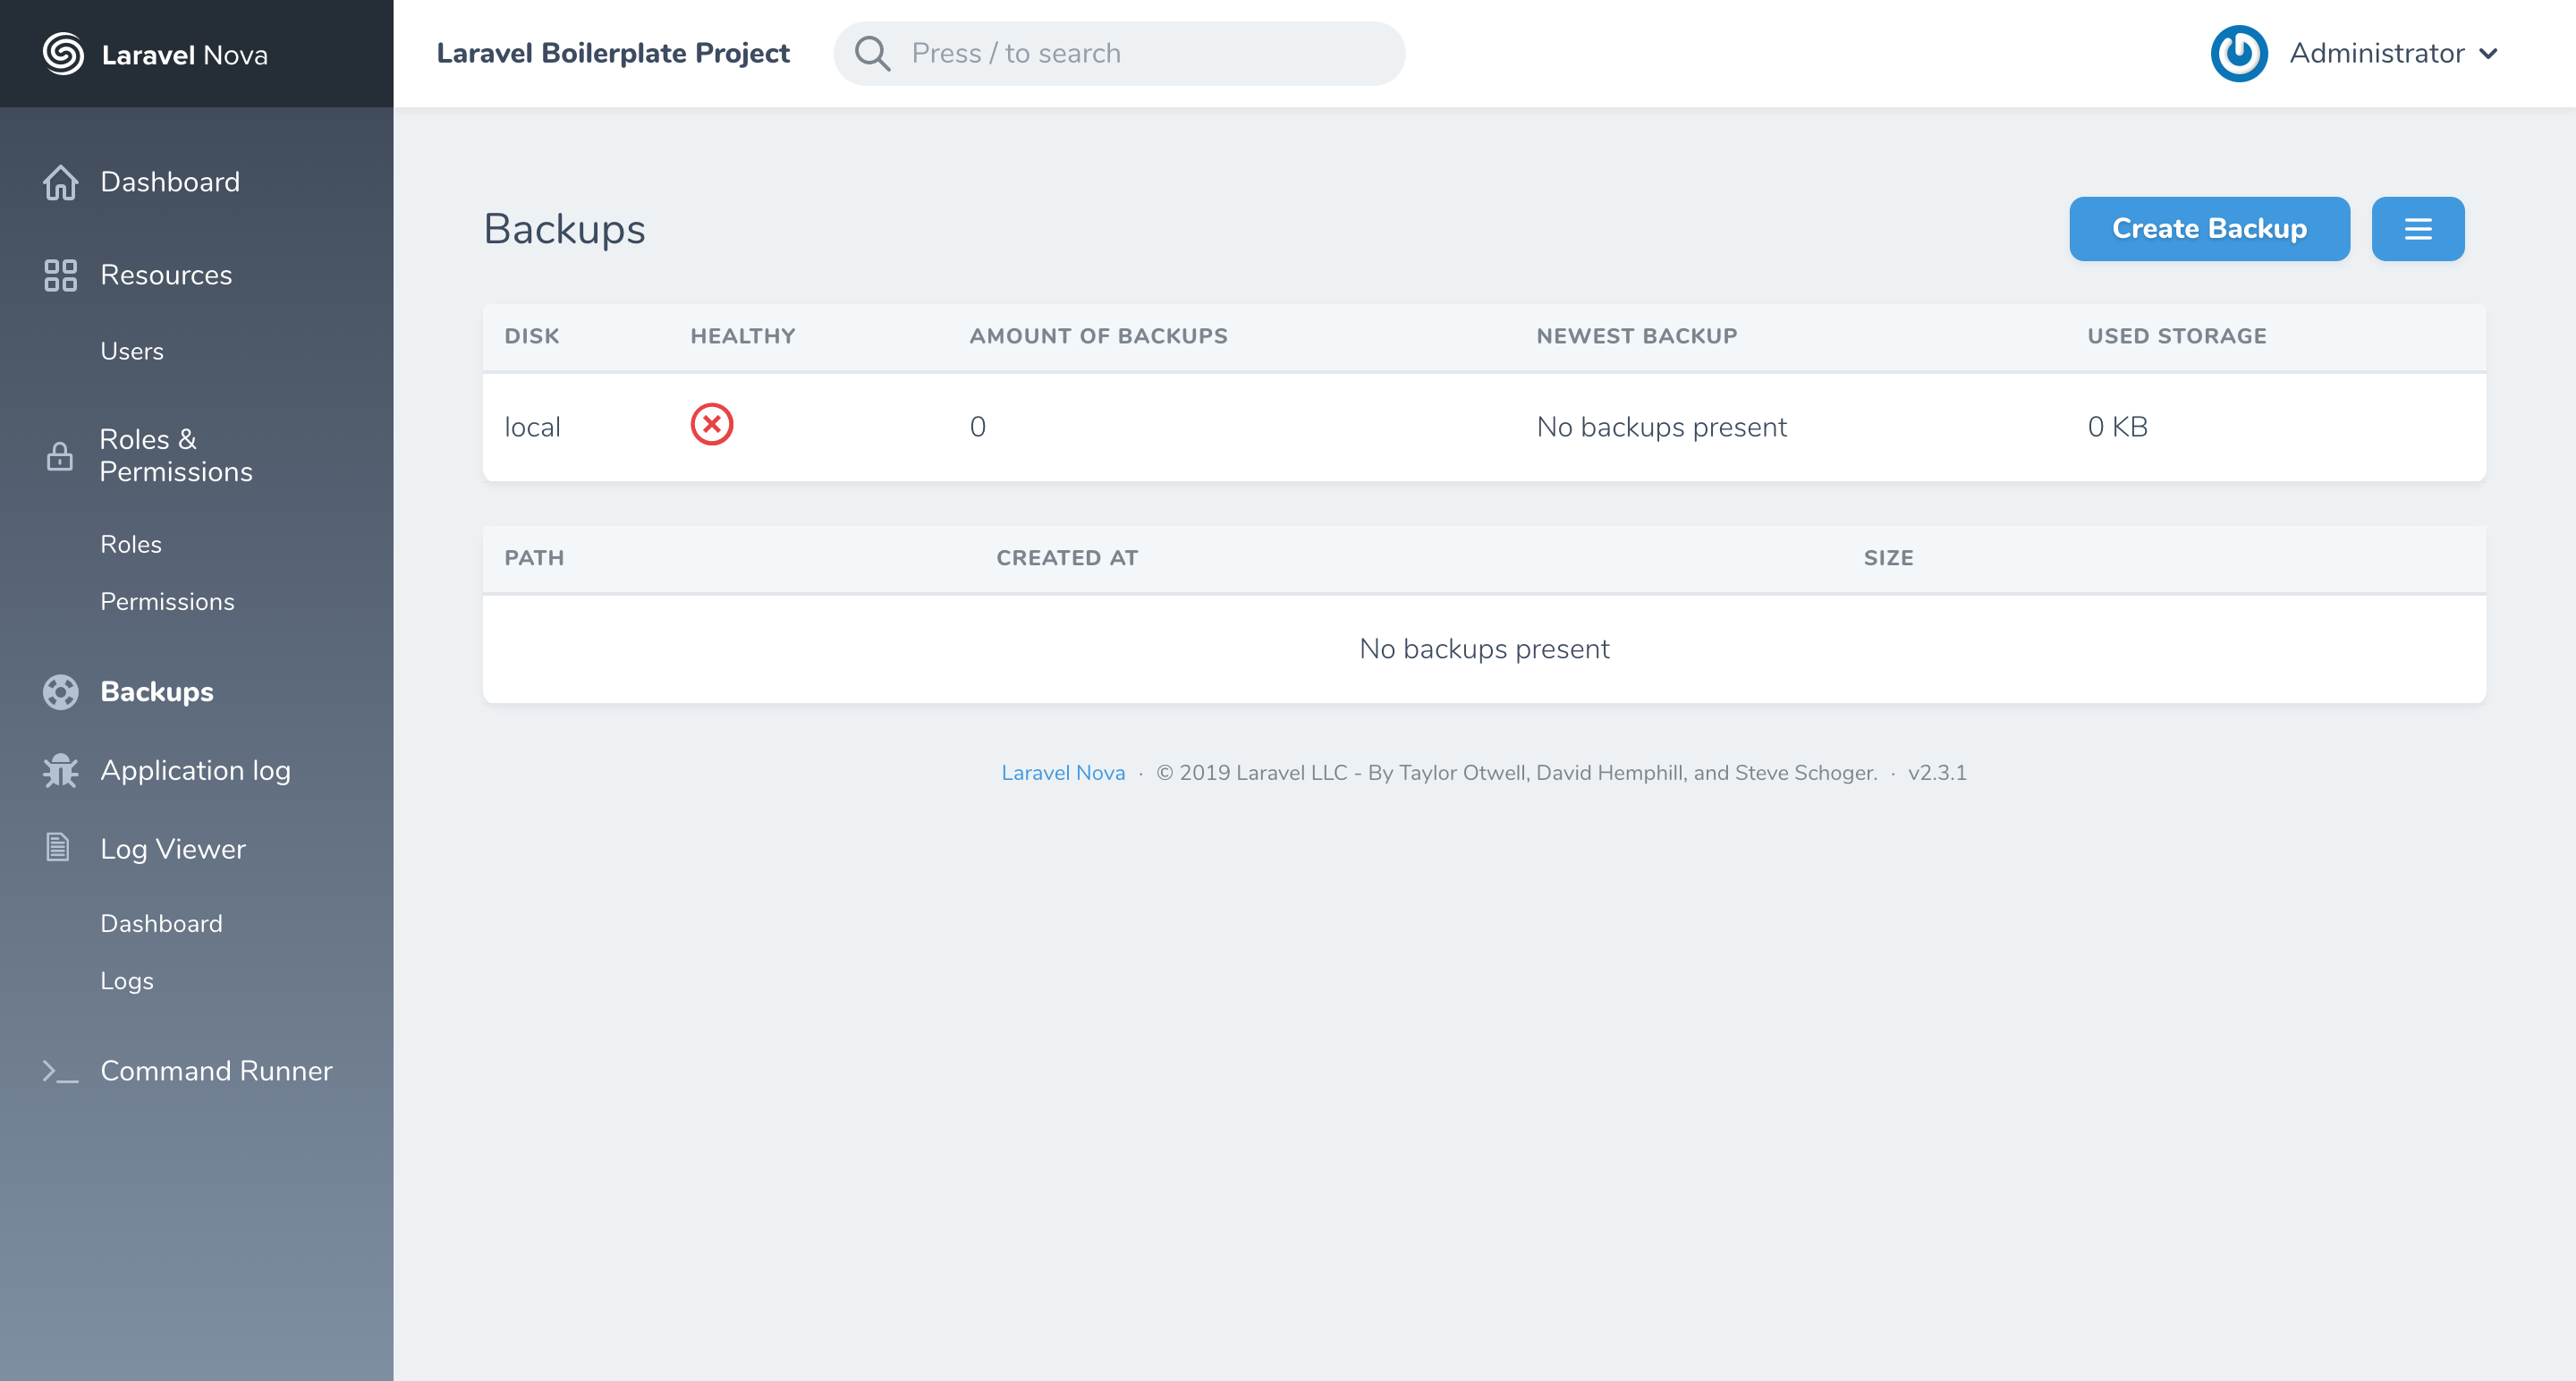 Laravel Nova
Laravel Boilerplate Project
Press / to search
Administrator
Dashboard
Resources
Users
Roles &
Permissions
Roles
Permissions
Backups
Application log
Log Viewer
Dashboard
Logs
Command Runner
Backups
Create Backup
DISK HEALTHY AMOUNT OF BACKUPS NEWEST BACKUP USED STORAGE
local 0 No backups present 0 KB
PATH CREATED AT SIZE
No backups present
Laravel Nova · © 2019 Laravel LLC - By Taylor Otwell, David Hemphill, and Steve Schoger. · v2.3.1